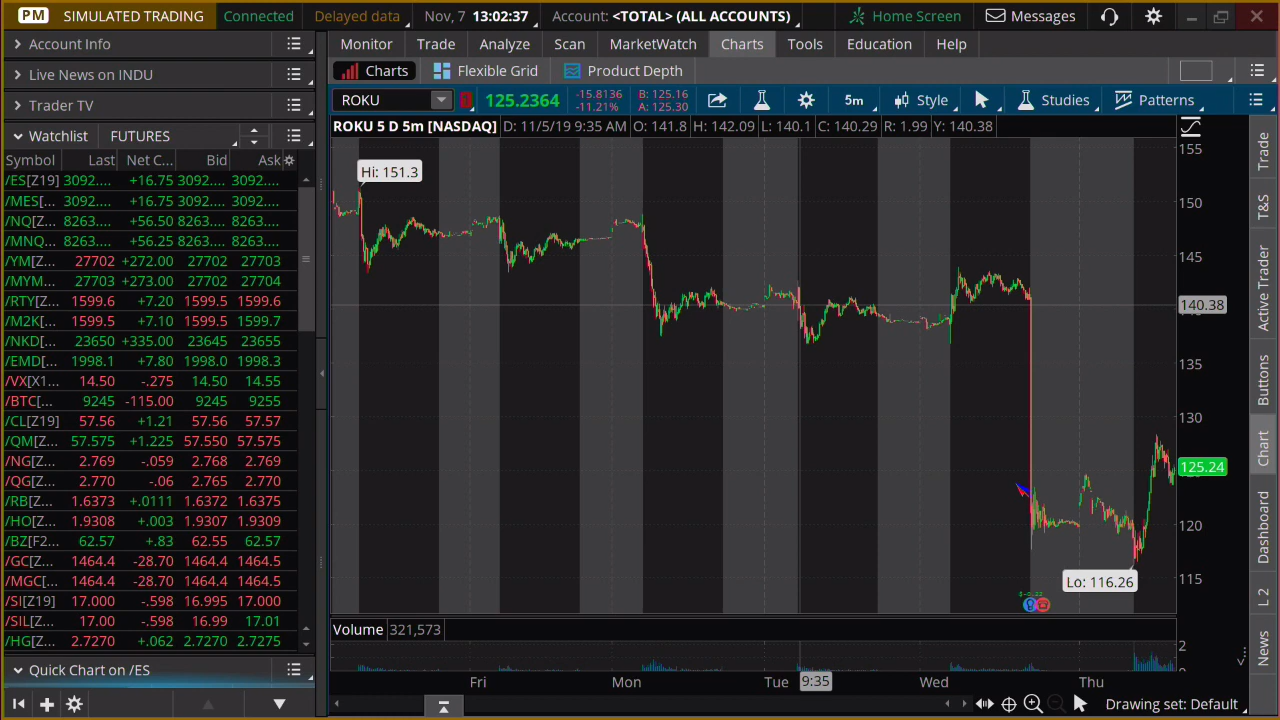 PM SIMULATED TRADING Connected Delayed data Nov, 7 13:02:37 Account: <TOTAL> (ALL ACCOUNTS) Home Screen Messages
Account Info
Live News on INDU
Trader TV
Watchlist FUTURES
Symbol Last Net C... Bid Ask
/ES[Z19] 3092.... +16.75 3092... 3092...
/MES[... 3092.... +16.75 3092... 3092...
/NQ[Z... 8263.... +56.50 8263... 8263...
/MNQ... 8263.... +56.25 8263... 8263...
/YM[Z... 27702 +272.00 27702 27703
/MYM... 27703 +273.00 27702 27704
/RTY[Z... 1599.6 +7.20 1599.5 1599.6
/M2K[... 1599.5 +7.10 1599.5 1599.7
/NKD[... 23650 +335.00 23645 23655
/EMD[... 1998.1 +7.80 1998.0 1998.3
/VX[X1... 14.50 -.275 14.50 14.55
/BTC[... 9245 -115.00 9245 9255
/CL[Z19] 57.56 +1.21 57.56 57.57
/QM[Z... 57.575 +1.225 57.550 57.575
/NG[Z... 2.769 -.059 2.768 2.769
/QG[Z... 2.770 -.06 2.765 2.770
/RB[Z... 1.6373 +.0111 1.6372 1.6375
/HO[Z... 1.9308 +.003 1.9307 1.9309
/BZ[F2... 62.57 +.83 62.55 62.57
/GC[Z... 1464.4 -28.70 1464.4 1464.5
/MGC[... 1464.4 -28.70 1464.4 1464.5
/SI[Z19] 17.000 -.598 16.995 17.000
/SIL[Z... 17.00 -.598 16.99 17.01
/HG[Z... 2.7270 +.062 2.7270 2.7275
Quick Chart on /ES
Monitor Trade Analyze Scan MarketWatch Charts Tools Education Help
Charts Flexible Grid Product Depth
ROKU 1 125.2364 -15.8136 -11.21% B: 125.16 A: 125.30 5m Style Studies Patterns
ROKU 5 D 5m [NASDAQ] D: 11/5/19 9:35 AM O: 141.8 H: 142.09 L: 140.1 C: 140.29 R: 1.99 Y: 140.38
155
Hi: 151.3
150
145
140.38
135
130
125.24
120
Lo: 116.26
115
Volume 321,573
2
Fri Mon Tue 9:35 Wed Thu
Drawing set: Default
Trade
T&S
Active Trader
Buttons
Chart
Dashboard
L 2
News